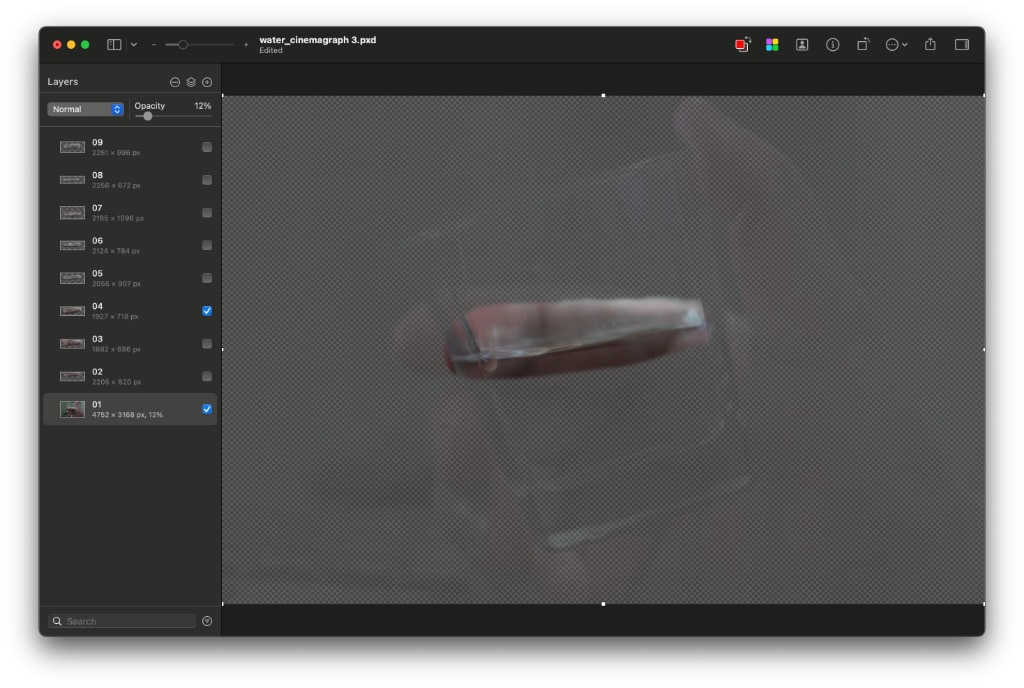 water_cinemagraph 3.pxd
Edited
Layers
Normal
Opacity 12%
09
2251 × 996 px
08
2256 × 672 px
07
2165 × 1096 px
06
2124 × 784 px
05
2055 × 907 px
04
1927 × 718 px
03
1882 × 686 px
02
2205 × 820 px
01
4752 × 3168 px, 12%
Search